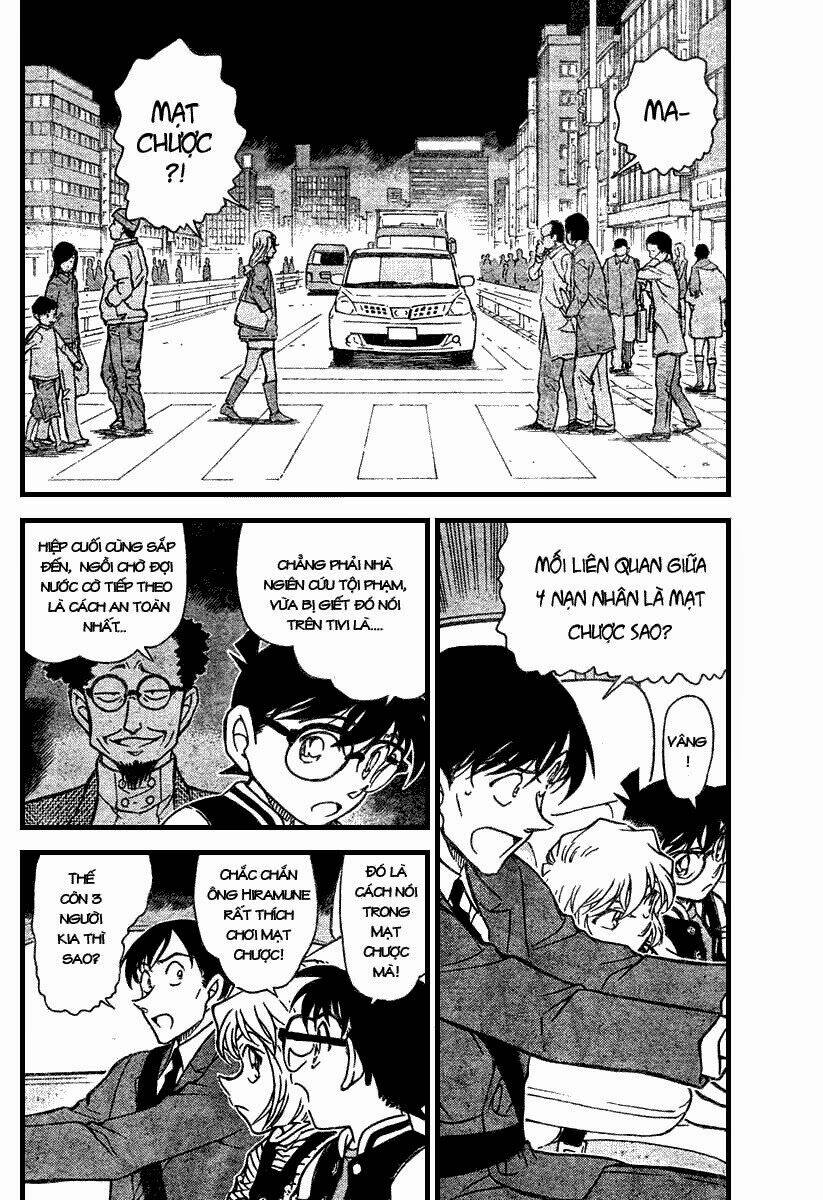 MA-
MẠT
CHƯỢC
?!
MỐI LIÊN QUAN GIỮA
4 NẠN NHÂN LÀ MẠT
CHƯỢC SAO?
VÂNG
!
CHẲNG PHẢI NHÀ
NGIÊN CỨU TỘI PHẠM,
VỪA BỊ GIẾT ĐÓ NÓI
TRÊN TIVI LÀ....
HIỆP CUỐI CÙNG SẮP
ĐẾN, NGỒI CHỜ ĐỢI
NƯỚC CỜ TIẾP THEO
LÀ CÁCH AN TOÀN
NHẤT...
ĐÓ LÀ
CÁCH NÓI
TRONG
MẠT
CHƯỢC
MÀ!
CHẮC CHẮN
ÔNG HIRAMUNE
RẤT THÍCH
CHƠI MẠT
CHƯỢC!
THẾ
CÒN 3
NGƯỜI
KIA THÌ
SAO?